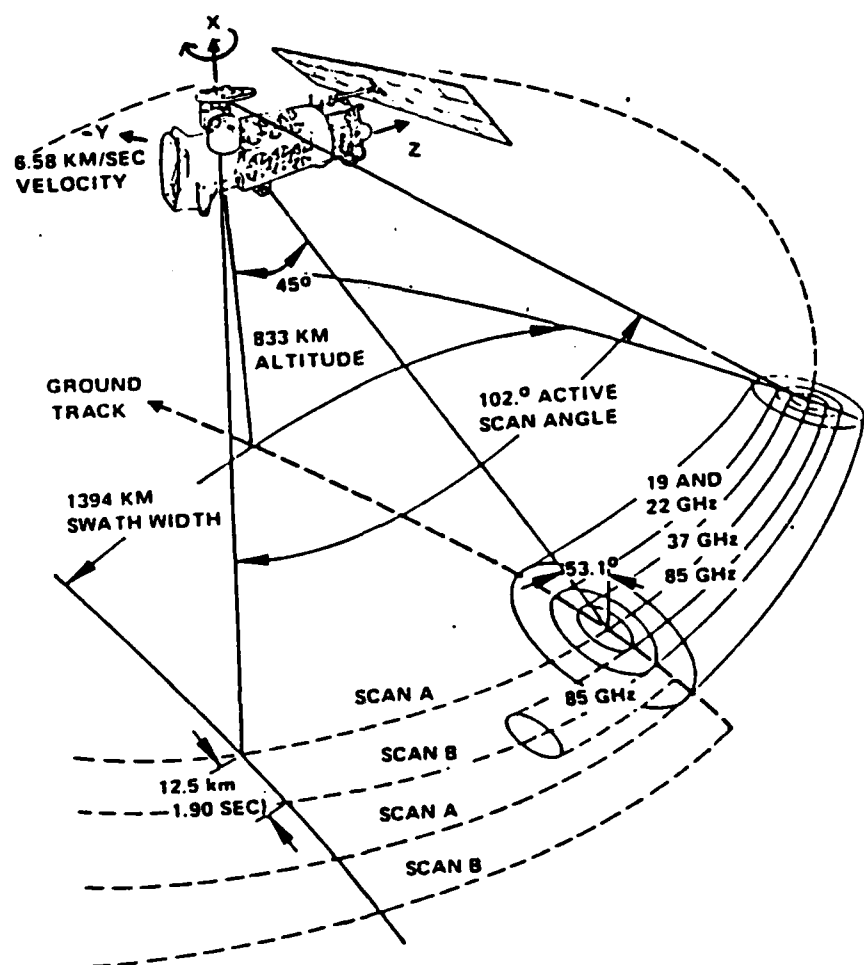 X
-Y
6.58 KM/SEC
VELOCITY
Z
45°
833 KM
ALTITUDE
GROUND
TRACK
102.° ACTIVE
SCAN ANGLE
1394 KM
SWATH WIDTH
19 AND
22 GHz
37 GHz
53.1°
85 GHz
SCAN A
85 GHz
SCAN B
12.5 km
1.90 SEC)
SCAN A
SCAN B